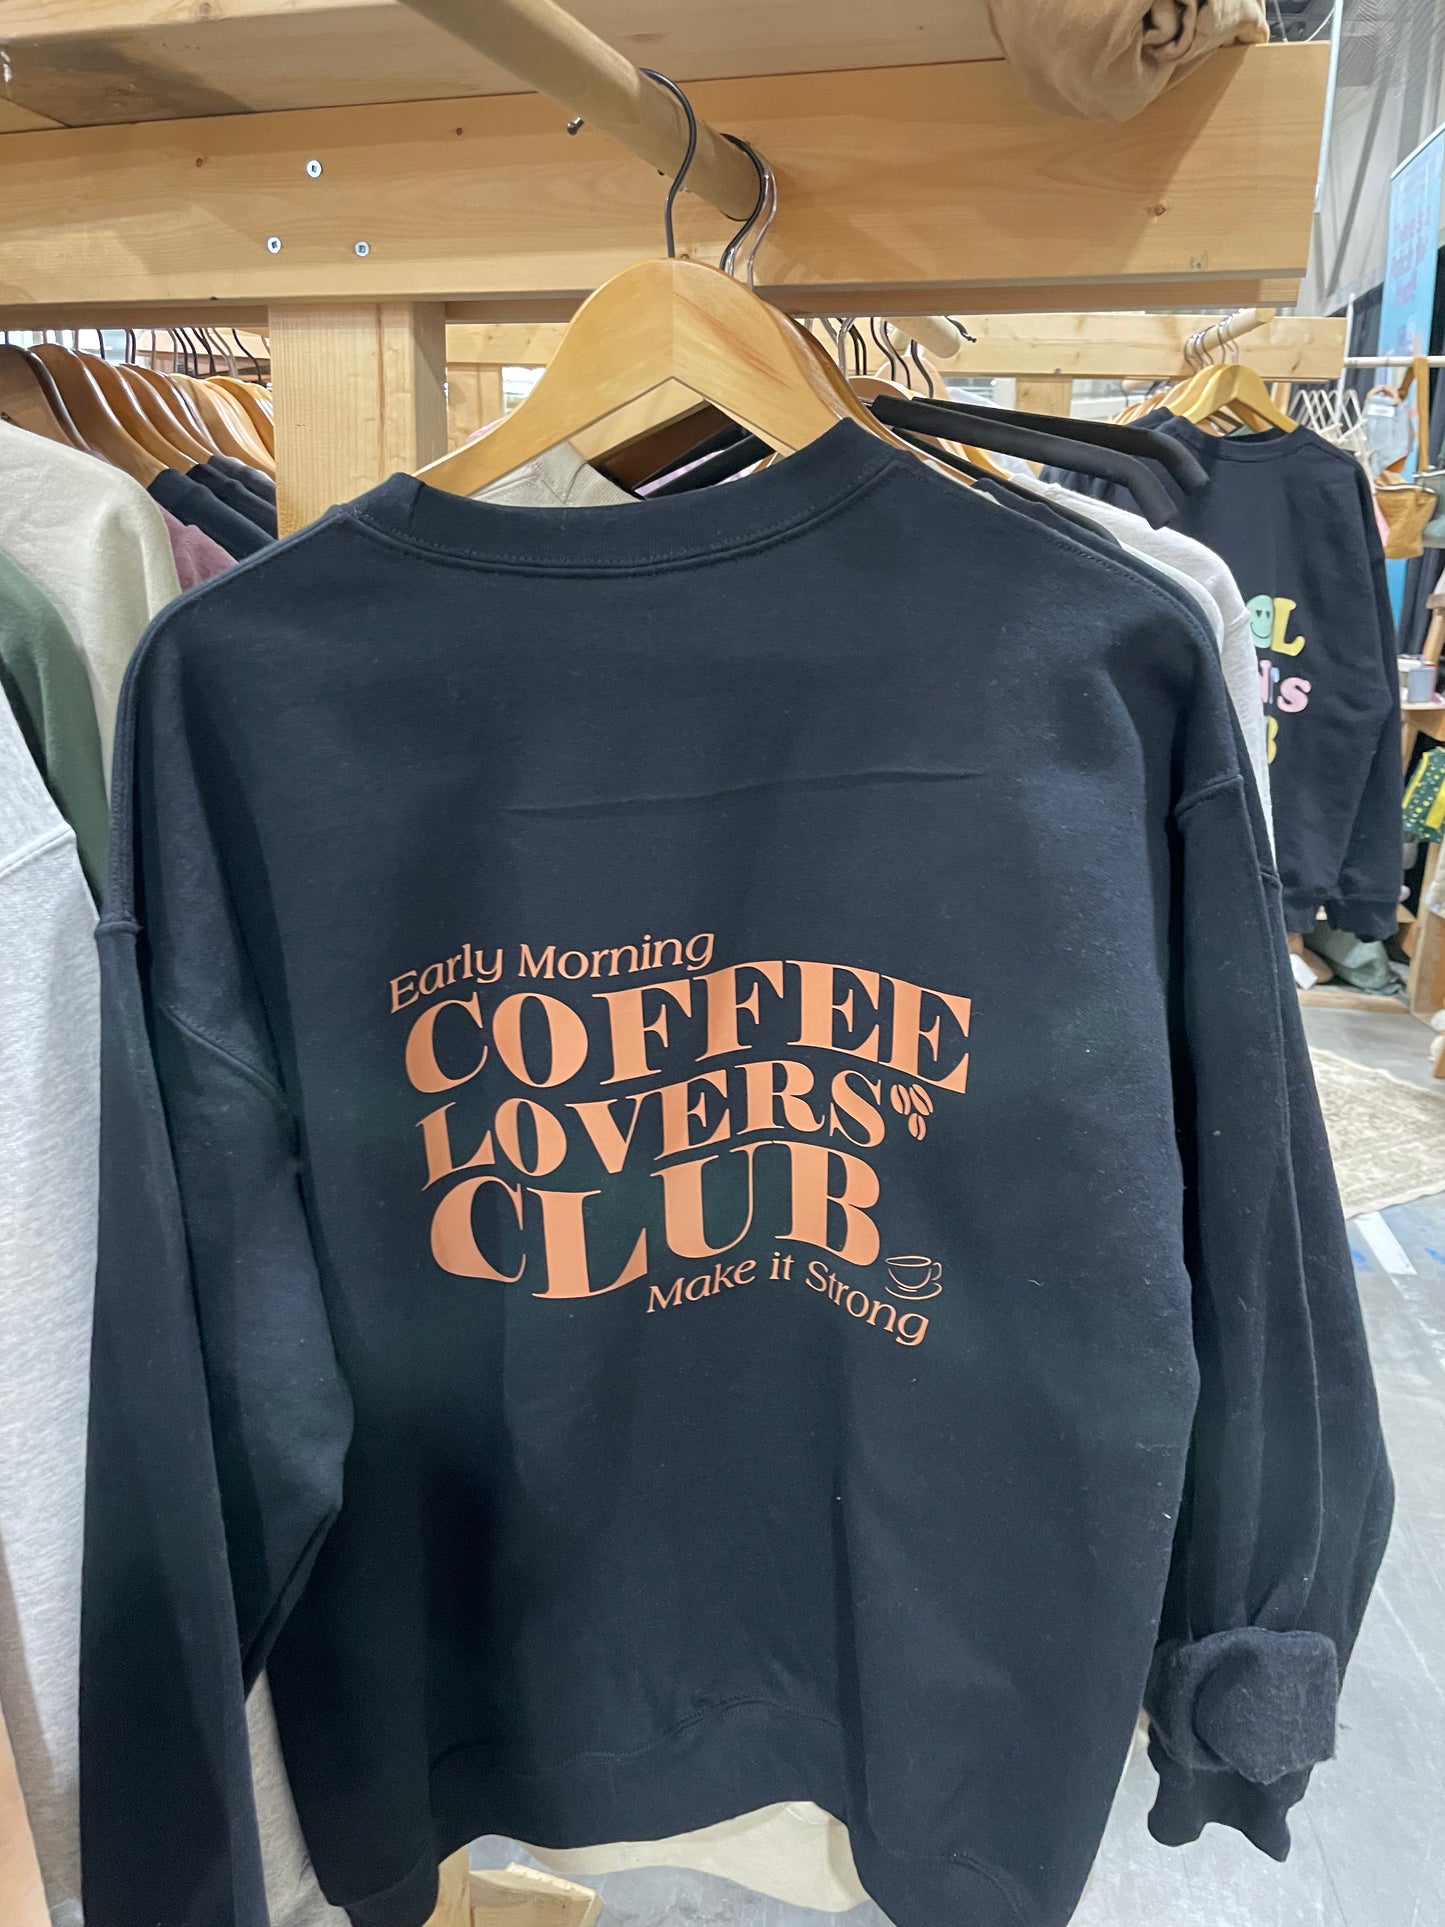 Early Morning
COFFEE
LOVERS'
CLUB
Make it Strong